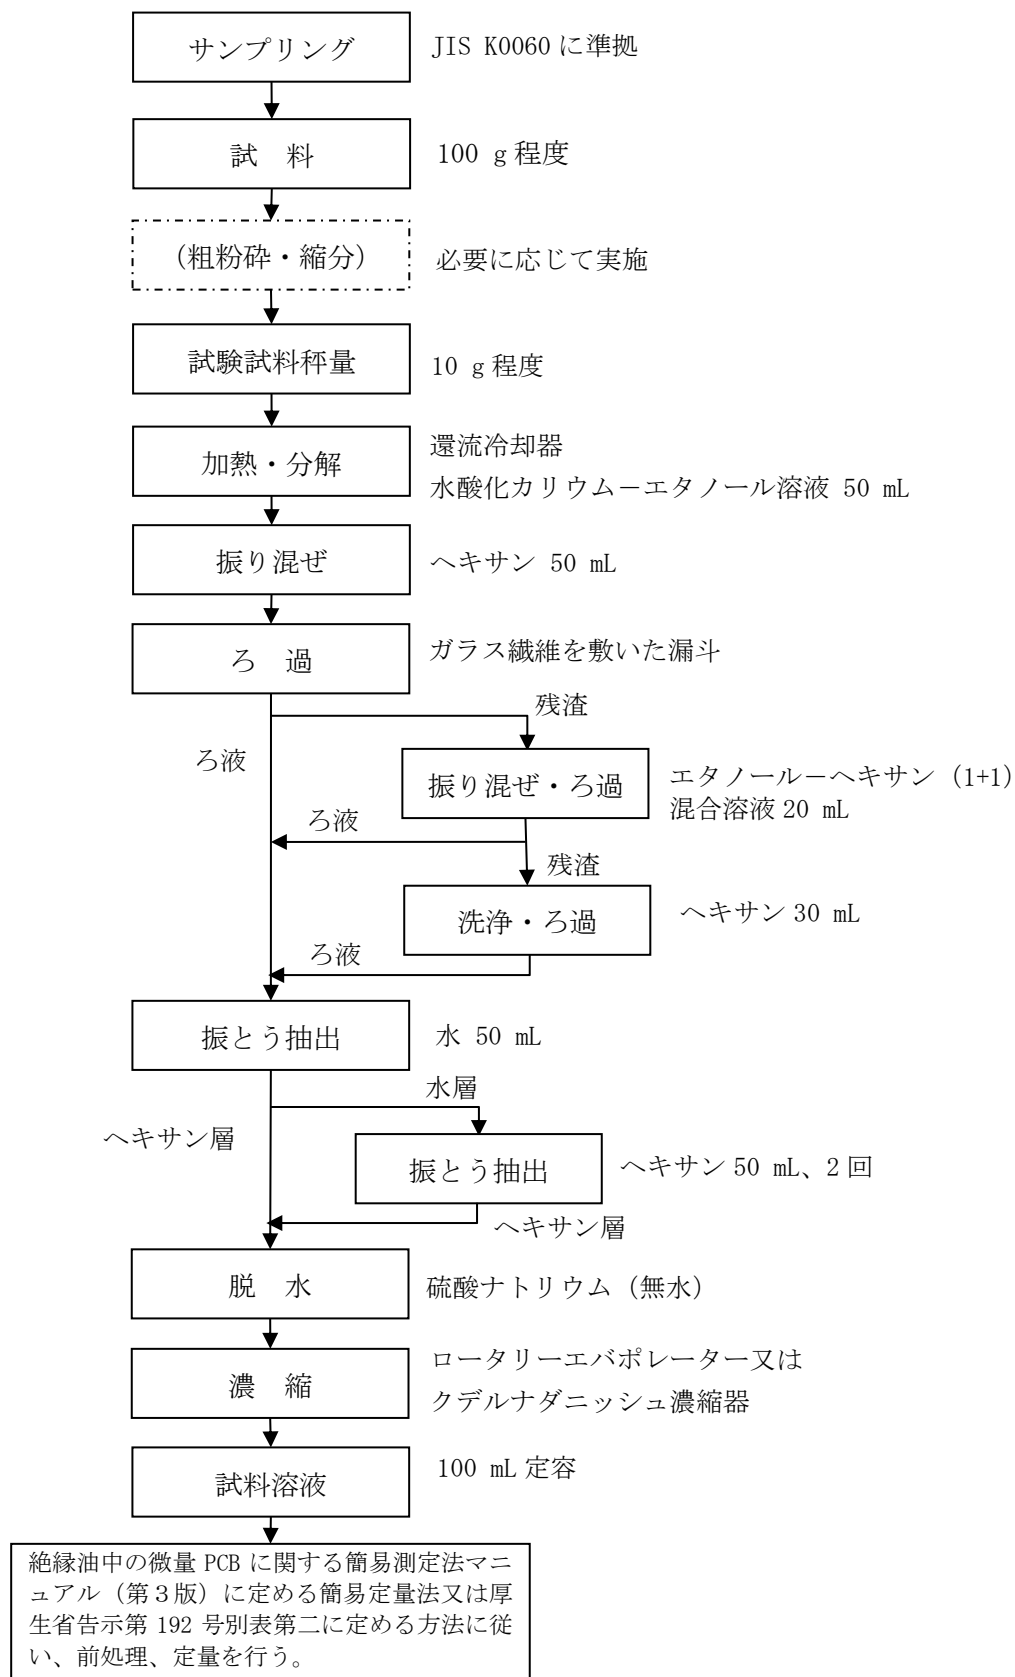 サンプリング
JIS K0060 に準拠
試　料
100 g 程度
（粗粉砕・縮分）
必要に応じて実施
試験試料秤量
10 g 程度
加熱・分解
還流冷却器
水酸化カリウム－エタノール溶液 50 mL
振り混ぜ
ヘキサン 50 mL
ろ　過
ガラス繊維を敷いた漏斗
残渣
ろ液
振り混ぜ・ろ過
エタノール－ヘキサン（1+1）
混合溶液 20 mL
ろ液
残渣
洗浄・ろ過
ヘキサン 30 mL
ろ液
振とう抽出
水 50 mL
水層
ヘキサン層
振とう抽出
ヘキサン 50 mL、2 回
ヘキサン層
脱　水
硫酸ナトリウム（無水）
濃　縮
ロータリーエバポレーター又は
クデルナダニッシュ濃縮器
試料溶液
100 mL 定容
絶縁油中の微量 PCB に関する簡易測定法マニ
ュアル（第３版）に定める簡易定量法又は厚
生省告示第 192 号別表第二に定める方法に従
い、前処理、定量を行う。